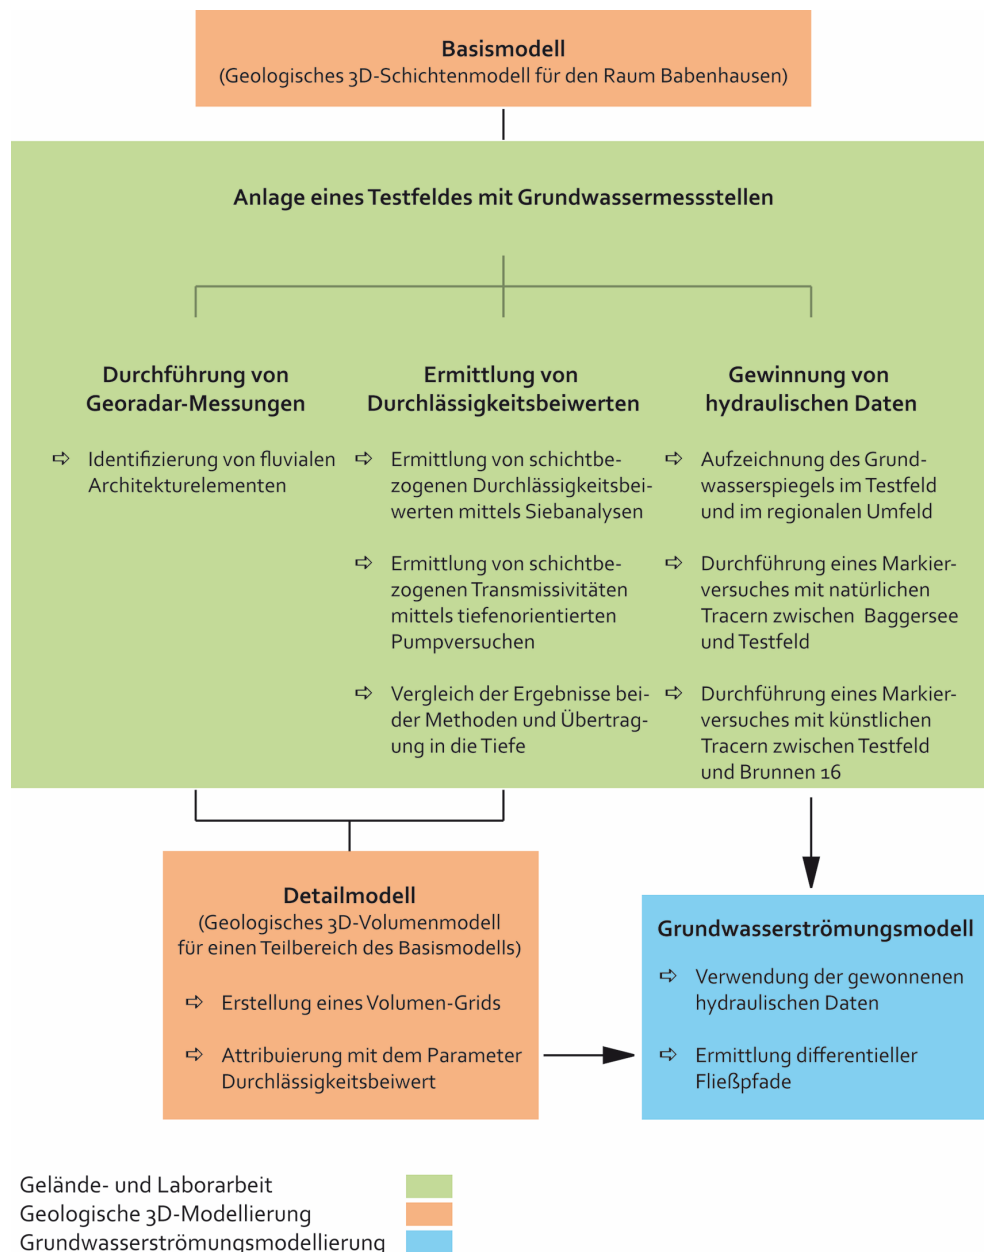 Basismodell
(Geologisches 3D-Schichtenmodell für den Raum Babenhausen)
Anlage eines Testfeldes mit Grundwassermessstellen
Durchführung von
Georadar-Messungen
⇨ Identifizierung von fluvialen
Architekturelementen
Ermittlung von
Durchlässigkeitsbeiwerten
⇨ Ermittlung von schichtbe-
zogenen Durchlässigkeitsbei-
werten mittels Siebanalysen
⇨ Ermittlung von schichtbe-
zogenen Transmissivitäten
mittels tiefenorientierten
Pumpversuchen
⇨ Vergleich der Ergebnisse bei-
der Methoden und Übertrag-
ung in die Tiefe
Gewinnung von
hydraulischen Daten
⇨ Aufzeichnung des Grund-
wasserspiegels im Testfeld
und im regionalen Umfeld
⇨ Durchführung eines Markier-
versuches mit natürlichen
Tracern zwischen Baggersee
und Testfeld
⇨ Durchführung eines Markier-
versuches mit künstlichen
Tracern zwischen Testfeld
und Brunnen 16
Detailmodell
(Geologisches 3D-Volumenmodell
für einen Teilbereich des Basismodells)
⇨ Erstellung eines Volumen-Grids
⇨ Attribuierung mit dem Parameter
Durchlässigkeitsbeiwert
Grundwasserströmungsmodell
⇨ Verwendung der gewonnenen
hydraulischen Daten
⇨ Ermittlung differentieller
Fließpfade
Gelände- und Laborarbeit
Geologische 3D-Modellierung
Grundwasserströmungsmodellierung